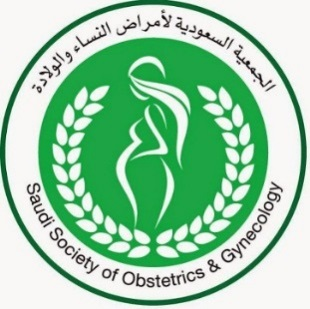 الجمعية السعودية لأمراض النساء والولادة
Saudi Society of Obstetrics & Gynecology